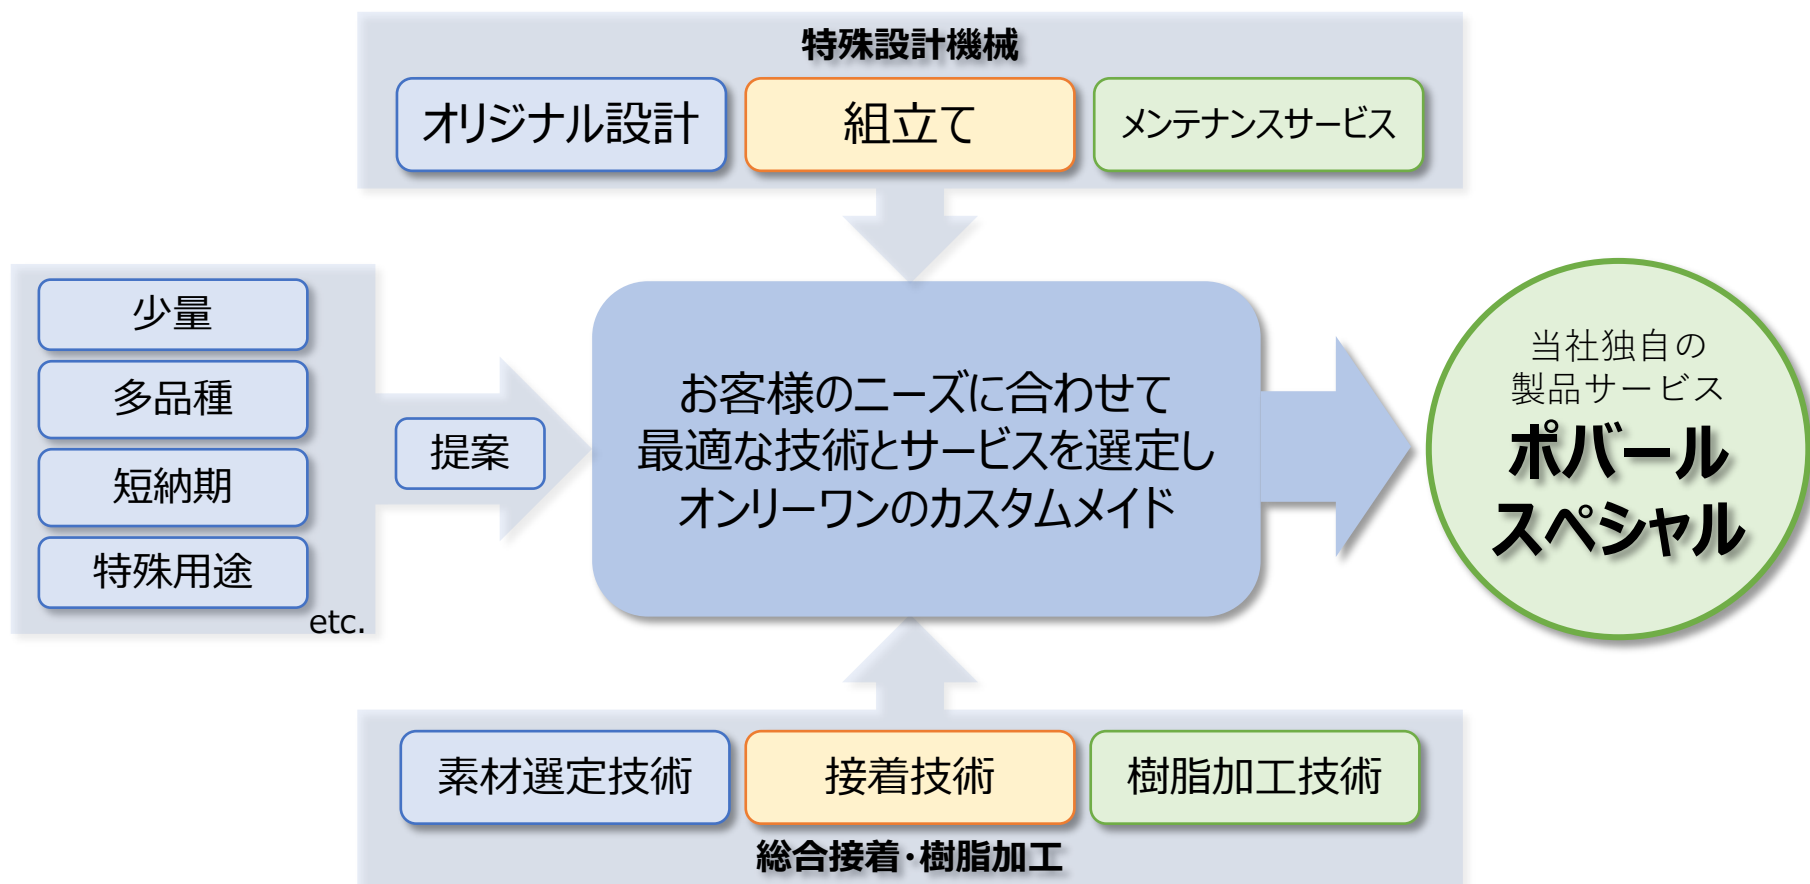 特殊設計機械
オリジナル設計
組立て
メンテナンスサービス
少量
多品種
短納期
特殊用途
etc.
提案
お客様のニーズに合わせて
最適な技術とサービスを選定し
オンリーワンのカスタムメイド
当社独自の
製品サービス
ポバール
スペシャル
素材選定技術
接着技術
樹脂加工技術
総合接着・樹脂加工